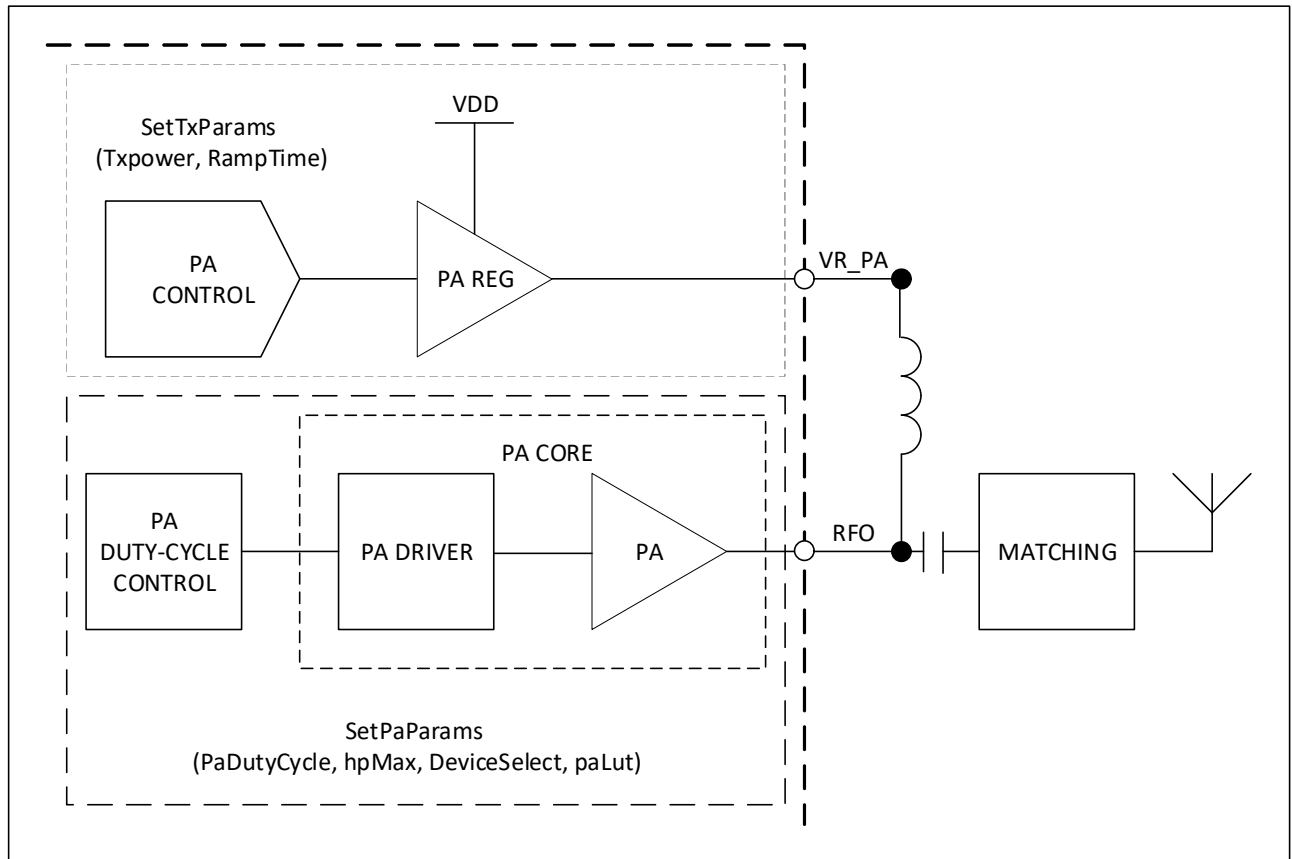 VDD
SetTxParams
(Txpower, RampTime)
PA
CONTROL
PA REG
VR_PA
PA CORE
PA
DUTY-CYCLE
CONTROL
PA DRIVER
PA
RFO
MATCHING
SetPaParams
(PaDutyCycle, hpMax, DeviceSelect, paLut)